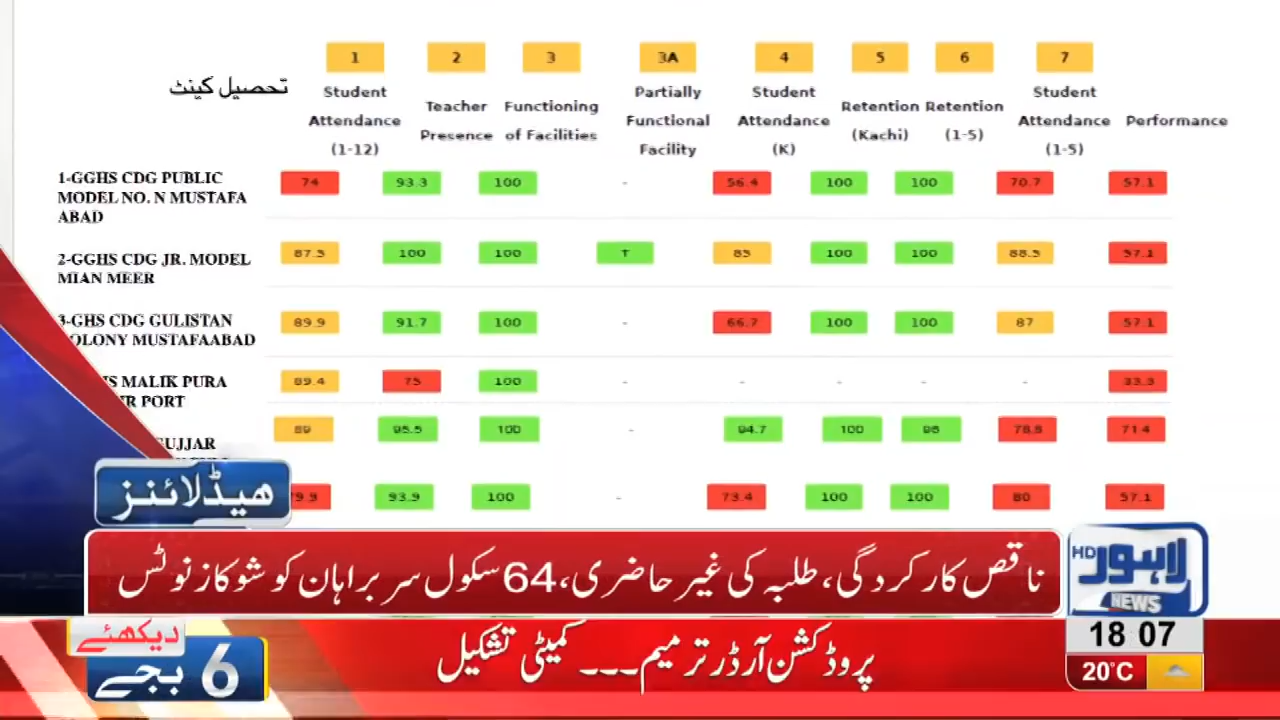 1 2 3 3A 4 5 6 7
تحصیل کینٹ
Student Attendance (1-12)
Teacher Presence
Functioning of Facilities
Partially Functional Facility
Student Attendance (K)
Retention (Kachi)
Retention (1-5)
Student Attendance (1-5)
Performance
1-GGHS CDG PUBLIC
MODEL NO. N MUSTAFA
ABAD
74 93.3 100 - 56.4 100 100 70.7 57.1
2-GGHS CDG JR. MODEL
MIAN MEER
87.5 100 100 T 85 100 100 88.5 57.1
3-GHS CDG GULISTAN
OLONY MUSTAFAABAD
89.9 91.7 100 - 66.7 100 100 87 57.1
MALIK PURA
PORT
89.4 75 100 - - - - - 33.3
UJJAR
89 95.5 100 - 94.7 100 96 78.8 71.4
79.9 93.9 100 - 73.4 100 100 80 57.1
ھیڈلائنز
ناقص کارکردگی، طلبہ کی غیر حاضری، 64 سکول سربراہان کو شوکاز نوٹس
HD لاہور NEWS
دیکھئے
6 بجے
پروڈکشن آرڈر ترمیم... کمیٹی تشکیل
18 07
20°C